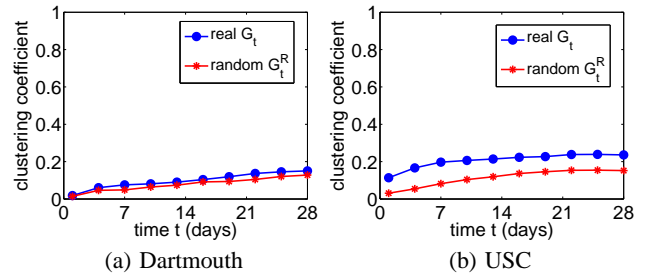 clustering coefficient
1
0.8
0.6
0.4
0.2
0
0 7 14 21 28
time t (days)
real G_t
random G_t^R
(a) Dartmouth
clustering coefficient
1
0.8
0.6
0.4
0.2
0
0 7 14 21 28
time t (days)
real G_t
random G_t^R
(b) USC